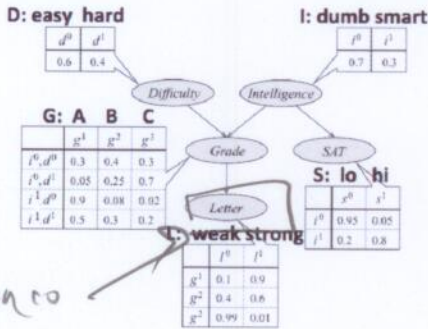 D: easy hard
d⁰ d¹
0.6 0.4
I: dumb smart
i⁰ i¹
0.7 0.3
Difficulty
Intelligence
G: A B C
g¹ g² g³
i⁰,d⁰ 0.3 0.4 0.3
i⁰,d¹ 0.05 0.25 0.7
i¹ d⁰ 0.9 0.08 0.02
i¹ d¹ 0.5 0.3 0.2
Grade
SAT
S: lo hi
s⁰ s¹
i⁰ 0.95 0.05
i¹ 0.2 0.8
Letter
L: weak strong
l⁰ l¹
g¹ 0.1 0.9
g² 0.4 0.6
g² 0.99 0.01